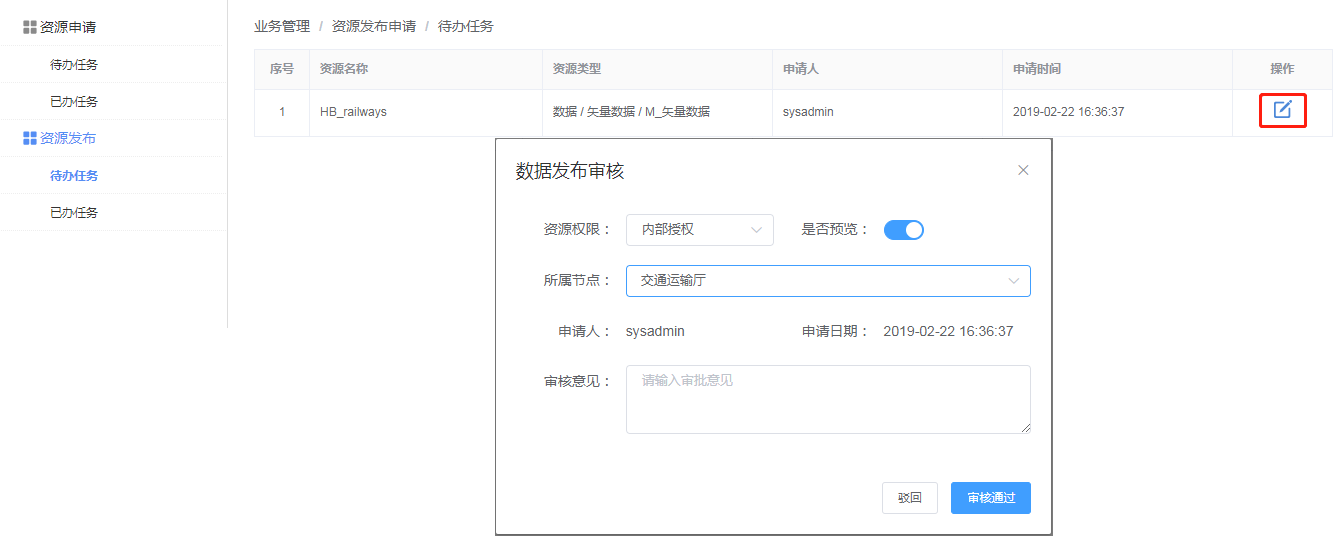 资源申请
待办任务
已办任务
资源发布
待办任务
已办任务
业务管理 / 资源发布申请 / 待办任务
序号 资源名称 资源类型 申请人 申请时间 操作
1 HB_railways 数据 / 矢量数据 / M_矢量数据 sysadmin 2019-02-22 16:36:37
数据发布审核
资源权限： 内部授权 是否预览：
所属节点： 交通运输厅
申请人： sysadmin 申请日期： 2019-02-22 16:36:37
审核意见： 请输入审批意见
驳回 审核通过